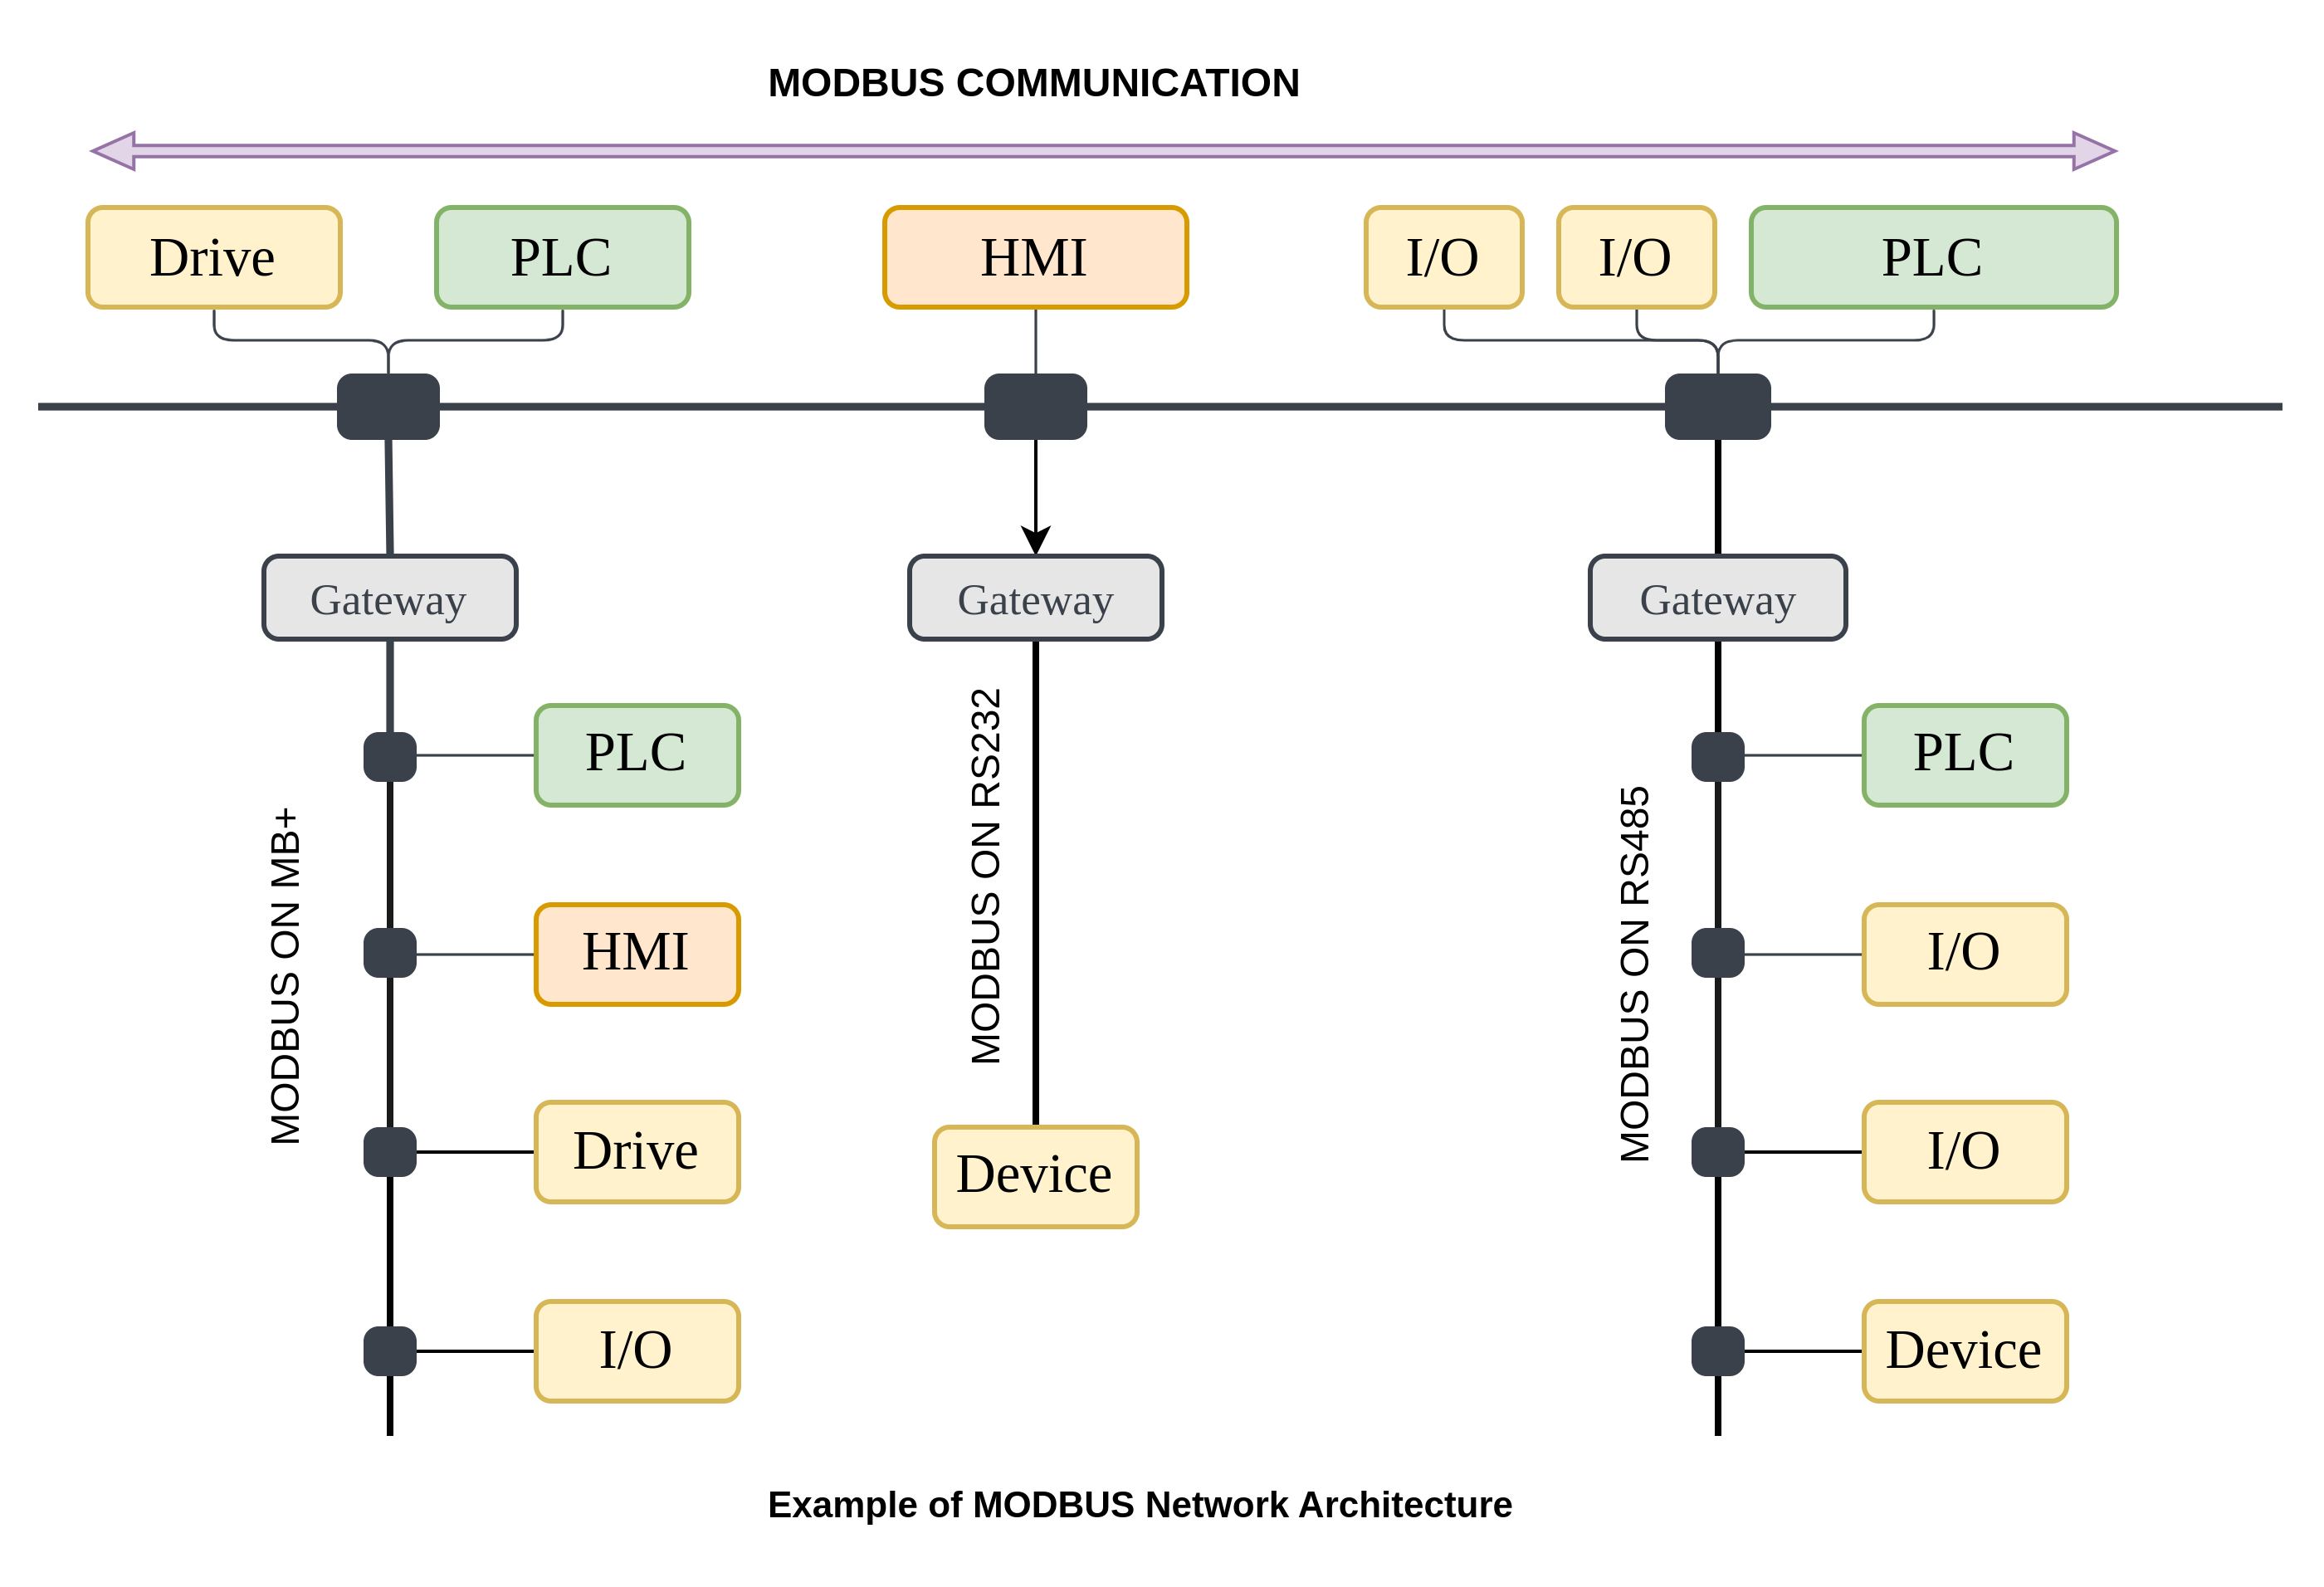 MODBUS COMMUNICATION
Drive
PLC
HMI
I/O
I/O
PLC
Gateway
Gateway
Gateway
MODBUS ON MB+
PLC
HMI
Drive
I/O
MODBUS ON RS232
Device
MODBUS ON RS485
PLC
I/O
I/O
Device
Example of MODBUS Network Architecture